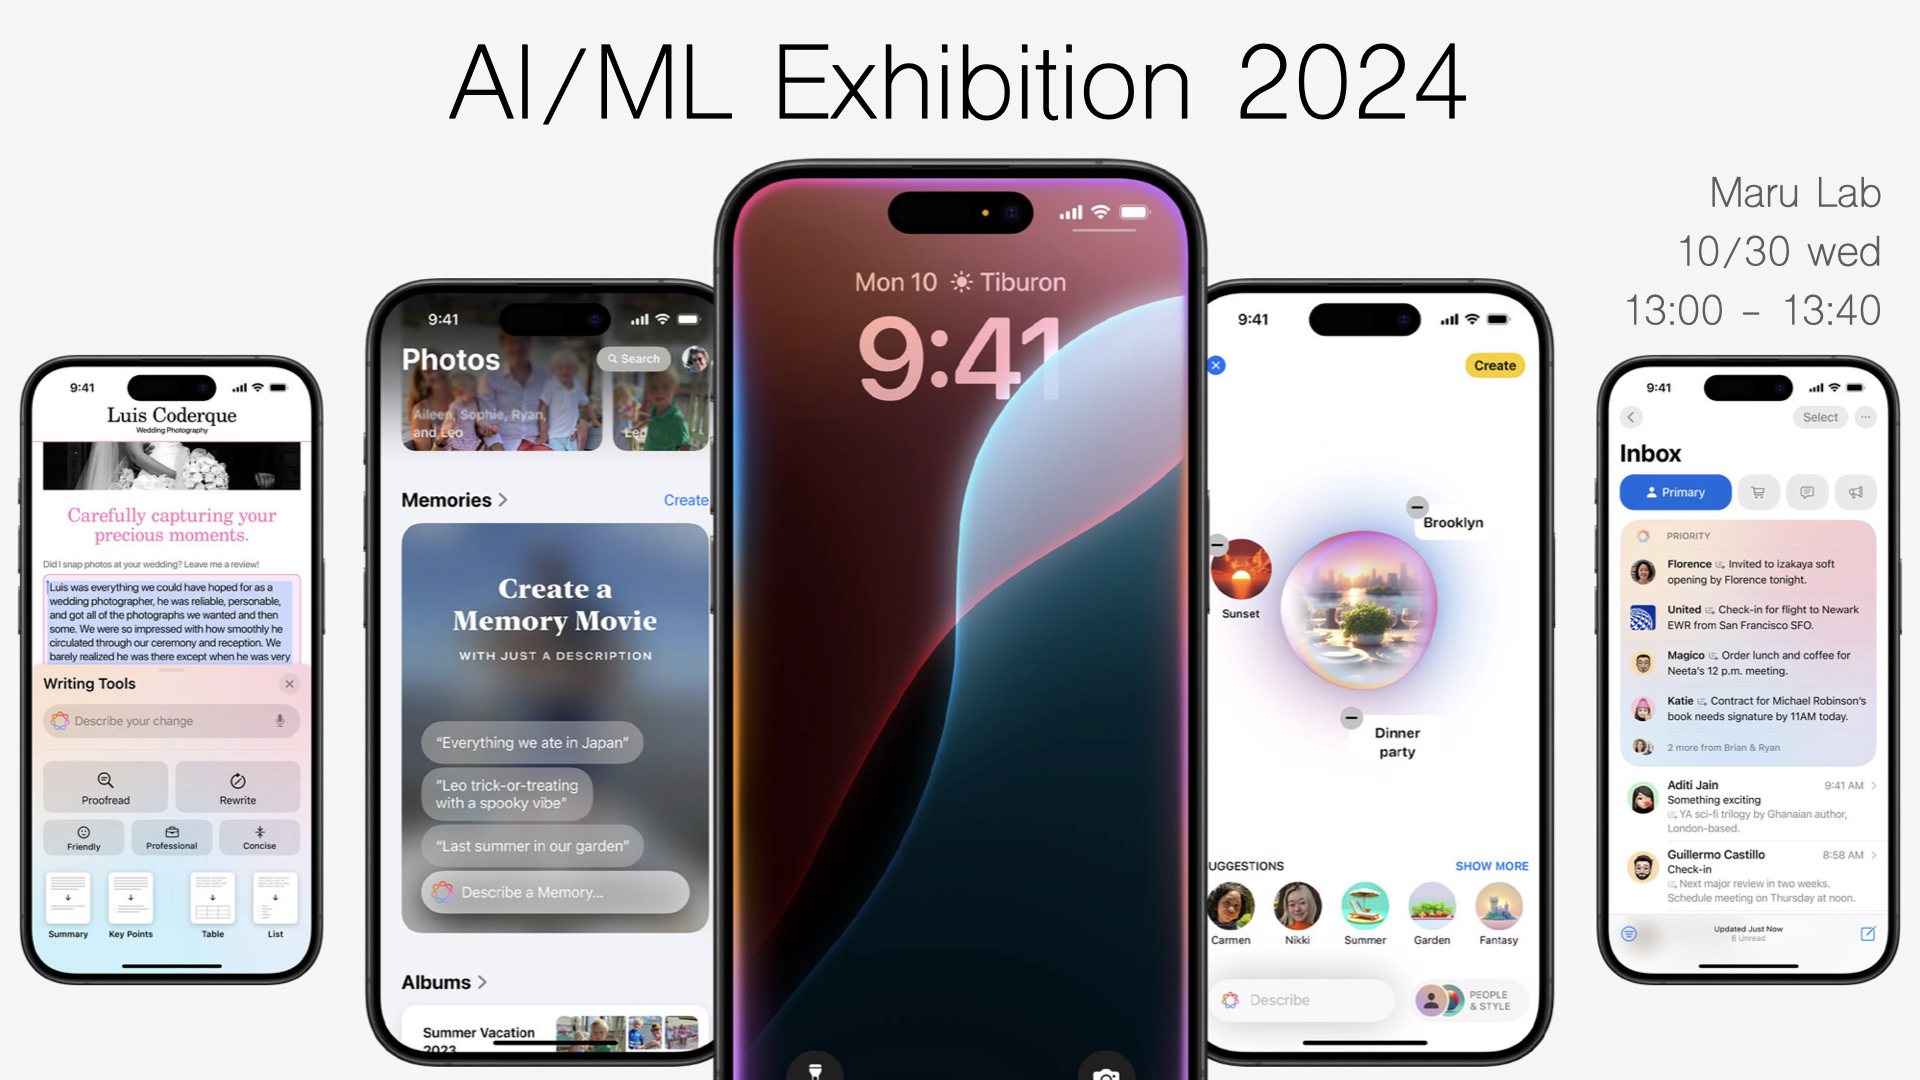 AI/ML Exhibition 2024
Maru Lab
10/30 wed
13:00 - 13:40
9:41
Luis Coderque
Wedding Photography
Carefully capturing your
precious moments.
Did I snap photos at your wedding? Leave me a review!
Luis was everything we could have hoped for as a
wedding photographer, he was reliable, personable,
and got all of the photographs we wanted and then
some. We were so impressed with how smoothly he
circulated through our ceremony and reception. We
barely realized he was there except when he was very
Writing Tools
Describe your change
Proofread
Rewrite
Friendly
Professional
Concise
Summary
Key Points
Table
List
9:41
Photos
Search
Aileen, Sophie, Ryan,
and Leo
Leo
Memories
Create
Create a
Memory Movie
WITH JUST A DESCRIPTION
“Everything we ate in Japan”
“Leo trick-or-treating
with a spooky vibe”
“Last summer in our garden”
Describe a Memory...
Albums
Summer Vacation
2023
Mon 10 Tiburon
9:41
9:41
Create
Brooklyn
Sunset
Dinner
party
UGGESTIONS
SHOW MORE
Carmen
Nikki
Summer
Garden
Fantasy
Describe
PEOPLE
& STYLE
9:41
Select
Inbox
Primary
PRIORITY
Florence Invited to izakaya soft
opening by Florence tonight.
United Check-in for flight to Newark
EWR from San Francisco SFO.
Magico Order lunch and coffee for
Neeta’s 12 p.m. meeting.
Katie Contract for Michael Robinson’s
book needs signature by 11AM today.
2 more from Brian & Ryan
Aditi Jain 9:41 AM
Something exciting
YA sci-fi trilogy by Ghanaian author,
London-based.
Guillermo Castillo 8:58 AM
Check-in
Next major review in two weeks.
Schedule meeting on Thursday at noon.
Updated Just Now
6 Unread